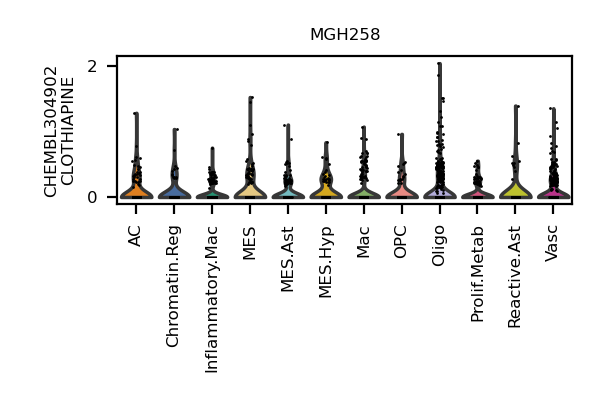 MGH258
CHEMBL304902
CLOTHIAPINE
2
0
AC
Chromatin.Reg
Inflammatory.Mac
MES
MES.Ast
MES.Hyp
Mac
OPC
Oligo
Prolif.Metab
Reactive.Ast
Vasc